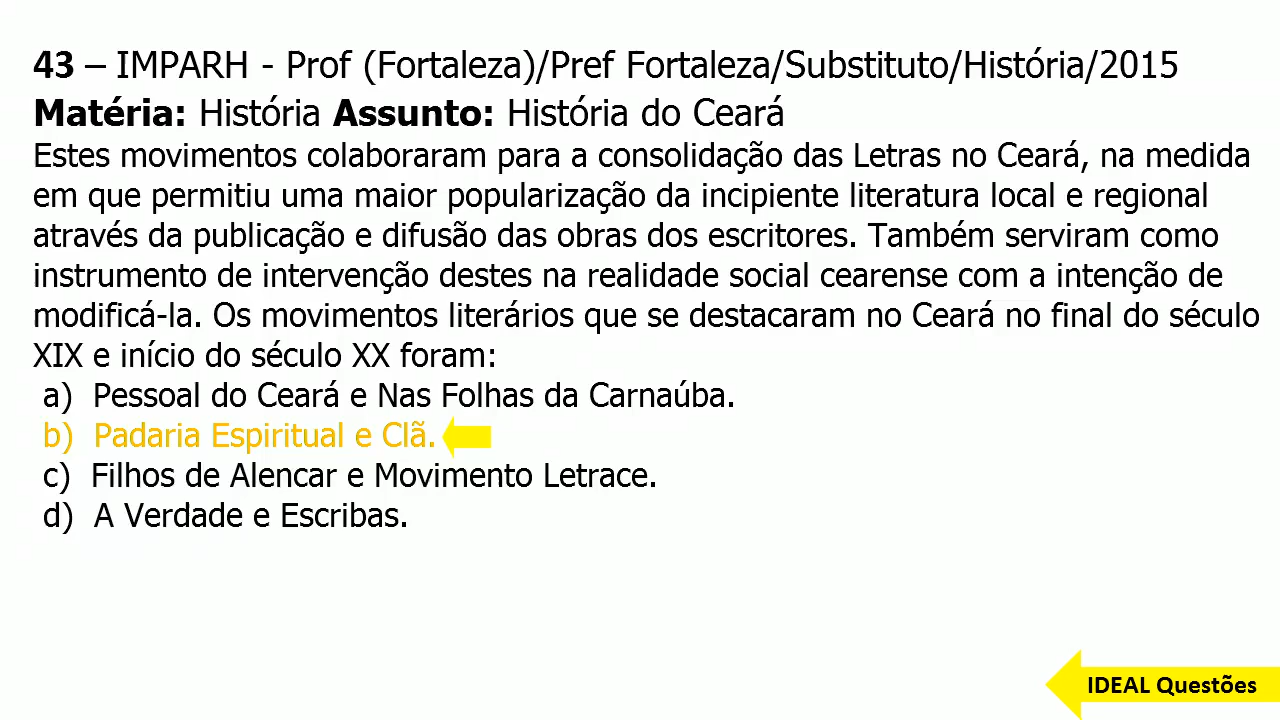 43 – IMPARH - Prof (Fortaleza)/Pref Fortaleza/Substituto/História/2015
Matéria: História Assunto: História do Ceará
Estes movimentos colaboraram para a consolidação das Letras no Ceará, na medida
em que permitiu uma maior popularização da incipiente literatura local e regional
através da publicação e difusão das obras dos escritores. Também serviram como
instrumento de intervenção destes na realidade social cearense com a intenção de
modificá-la. Os movimentos literários que se destacaram no Ceará no final do século
XIX e início do século XX foram:
a) Pessoal do Ceará e Nas Folhas da Carnaúba.
b) Padaria Espiritual e Clã.
c) Filhos de Alencar e Movimento Letrace.
d) A Verdade e Escribas.
IDEAL Questões